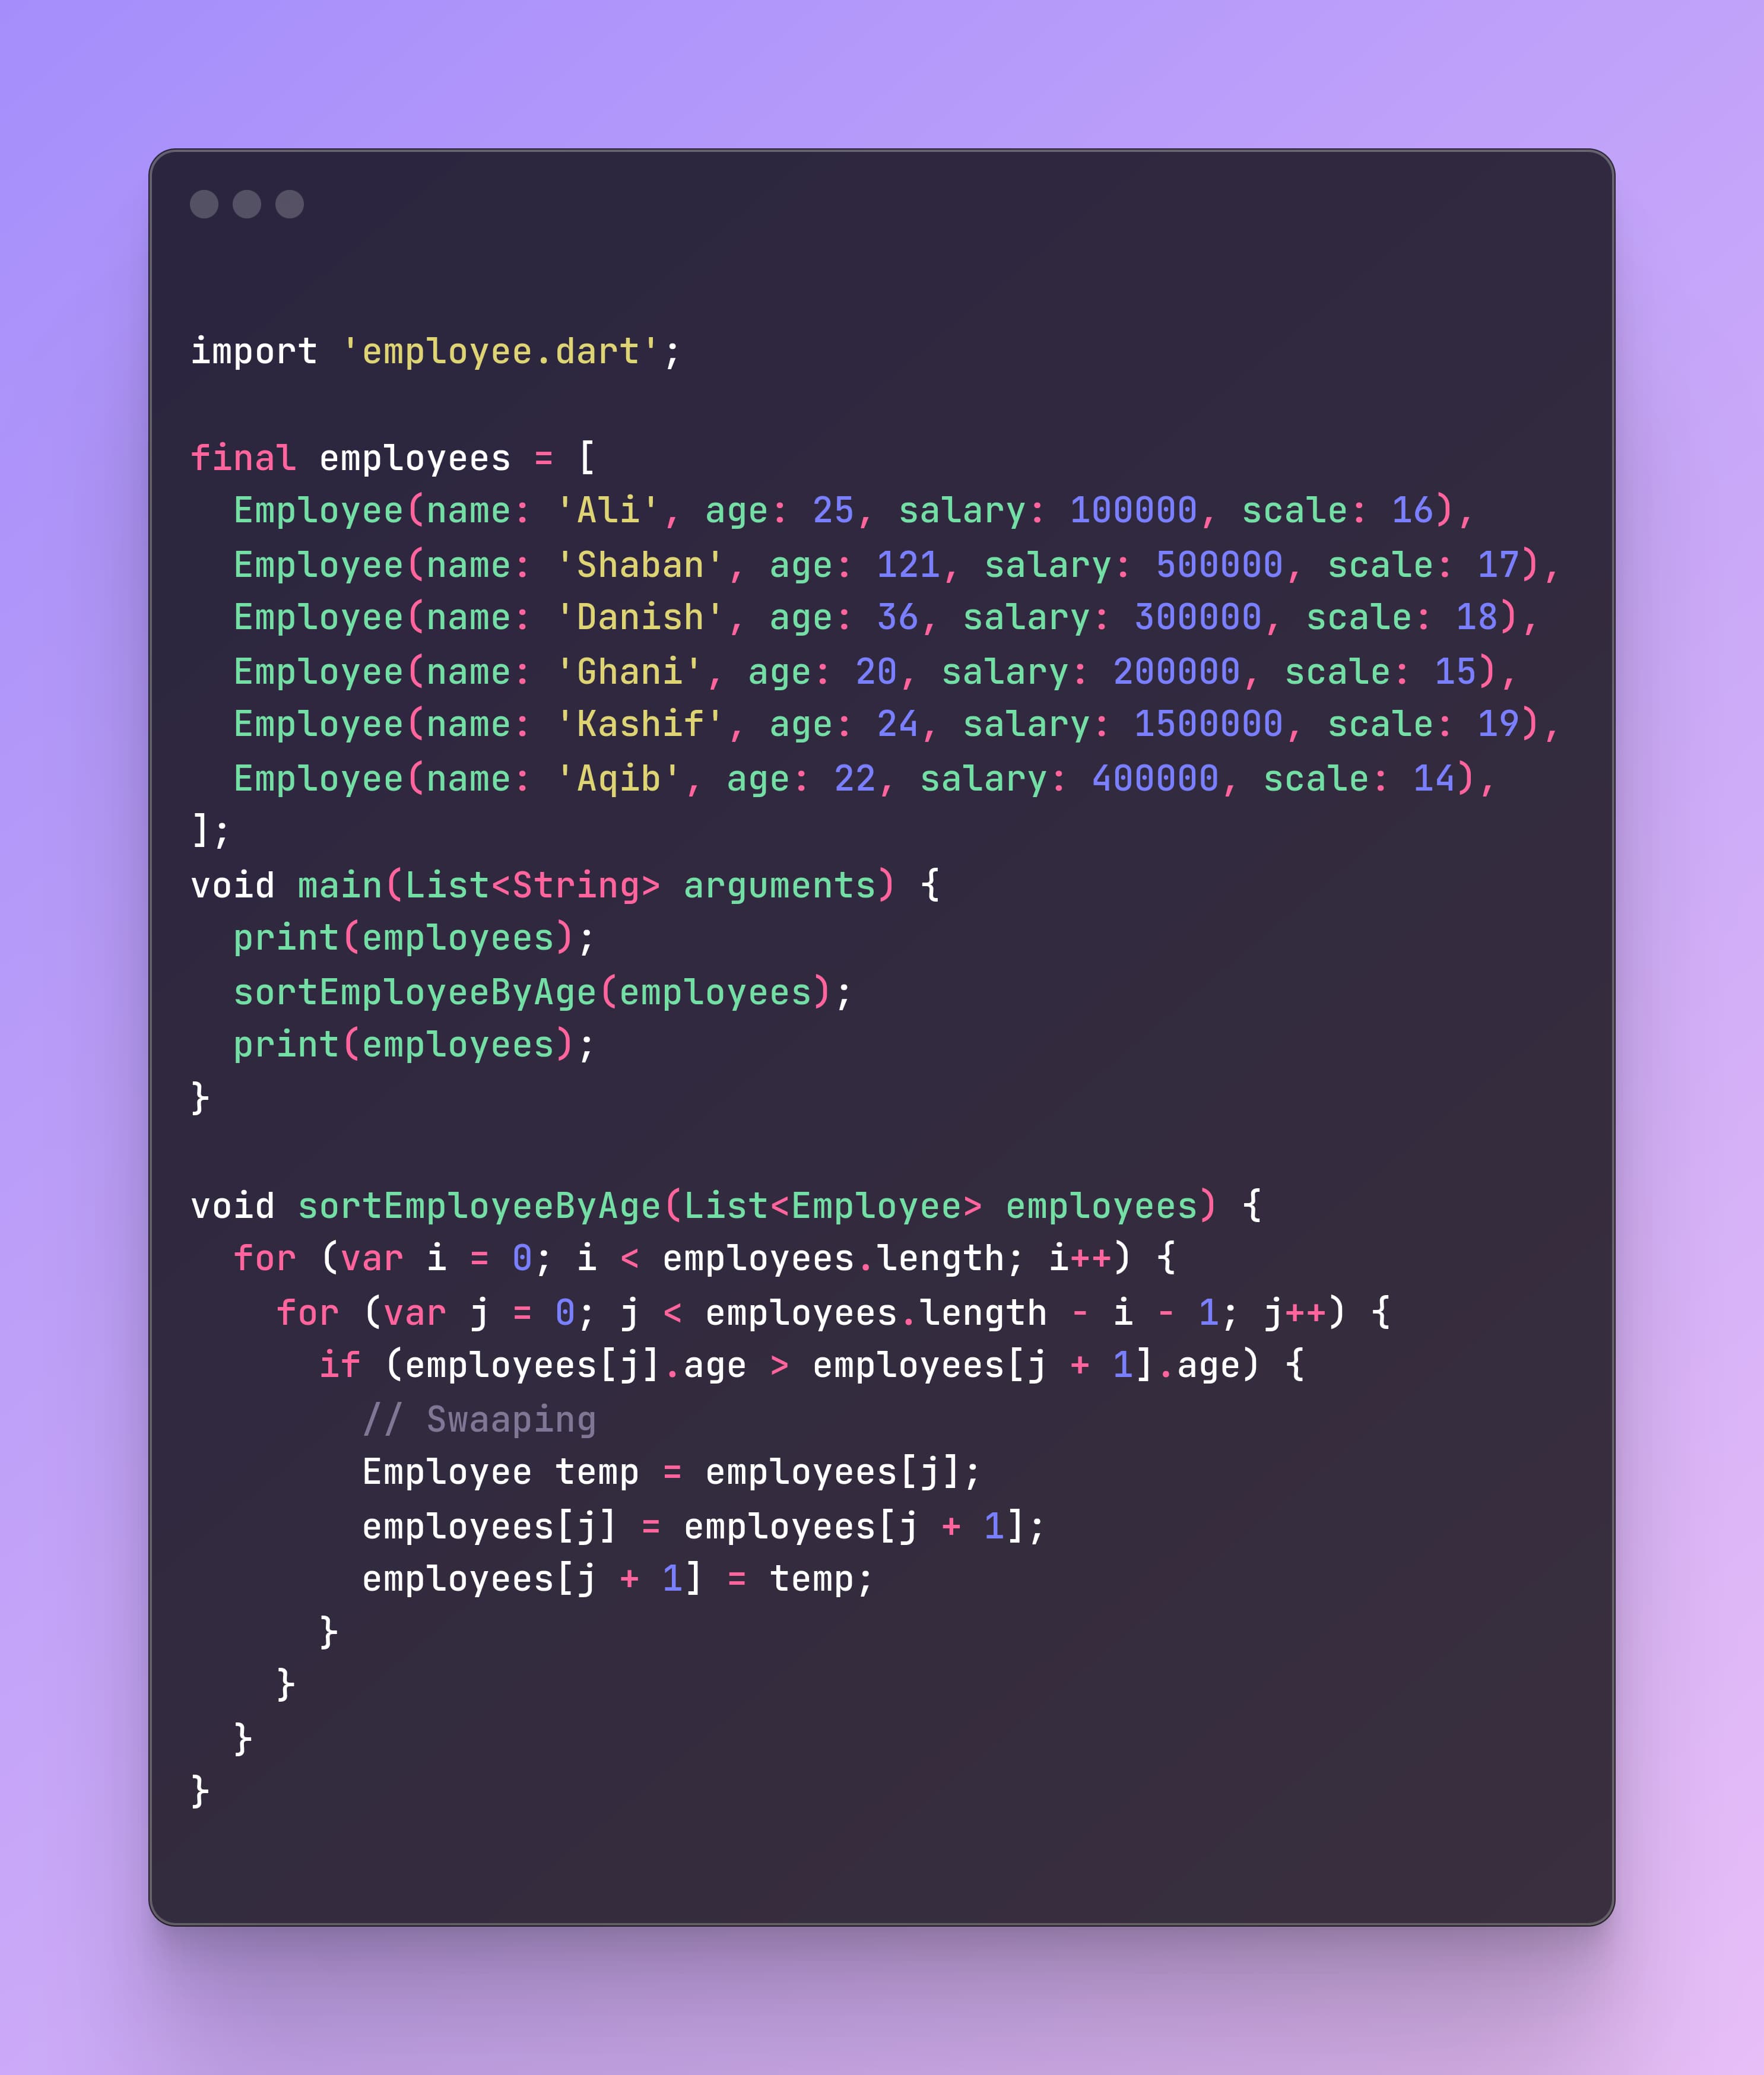 import 'employee.dart';

final employees = [
  Employee(name: 'Ali', age: 25, salary: 100000, scale: 16),
  Employee(name: 'Shaban', age: 121, salary: 500000, scale: 17),
  Employee(name: 'Danish', age: 36, salary: 300000, scale: 18),
  Employee(name: 'Ghani', age: 20, salary: 200000, scale: 15),
  Employee(name: 'Kashif', age: 24, salary: 1500000, scale: 19),
  Employee(name: 'Aqib', age: 22, salary: 400000, scale: 14),
];
void main(List<String> arguments) {
  print(employees);
  sortEmployeeByAge(employees);
  print(employees);
}

void sortEmployeeByAge(List<Employee> employees) {
  for (var i = 0; i < employees.length; i++) {
    for (var j = 0; j < employees.length - i - 1; j++) {
      if (employees[j].age > employees[j + 1].age) {
        // Swaaping
        Employee temp = employees[j];
        employees[j] = employees[j + 1];
        employees[j + 1] = temp;
      }
    }
  }
}